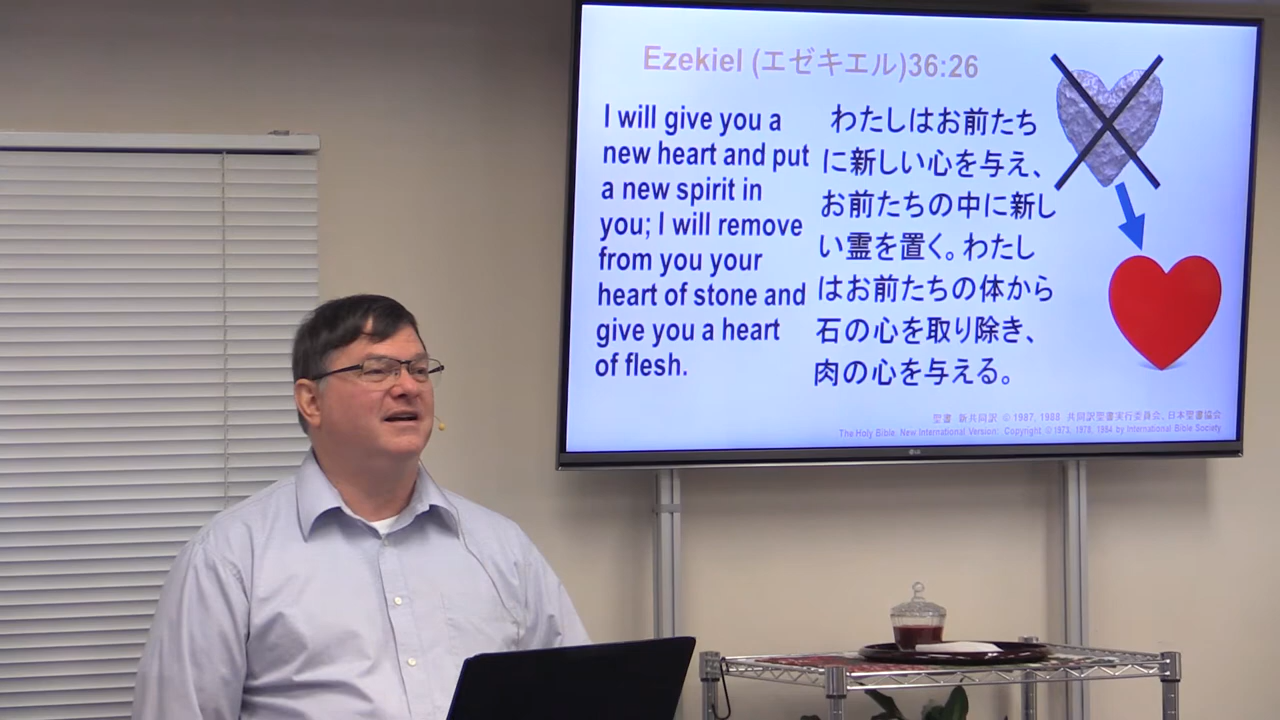 Ezekiel (エゼキエル)36:26
I will give you a
new heart and put
a new spirit in
you; I will remove
from you your
heart of stone and
give you a heart
of flesh.
わたしはお前たち
に新しい心を与え、
お前たちの中に新し
い霊を置く。わたし
はお前たちの体から
石の心を取り除き、
肉の心を与える。
聖書 新共同訳 © 1987, 1988 共同訳聖書実行委員会、日本聖書協会
The Holy Bible: New International Version: Copyright ©1973, 1978, 1984 by International Bible Society
LG